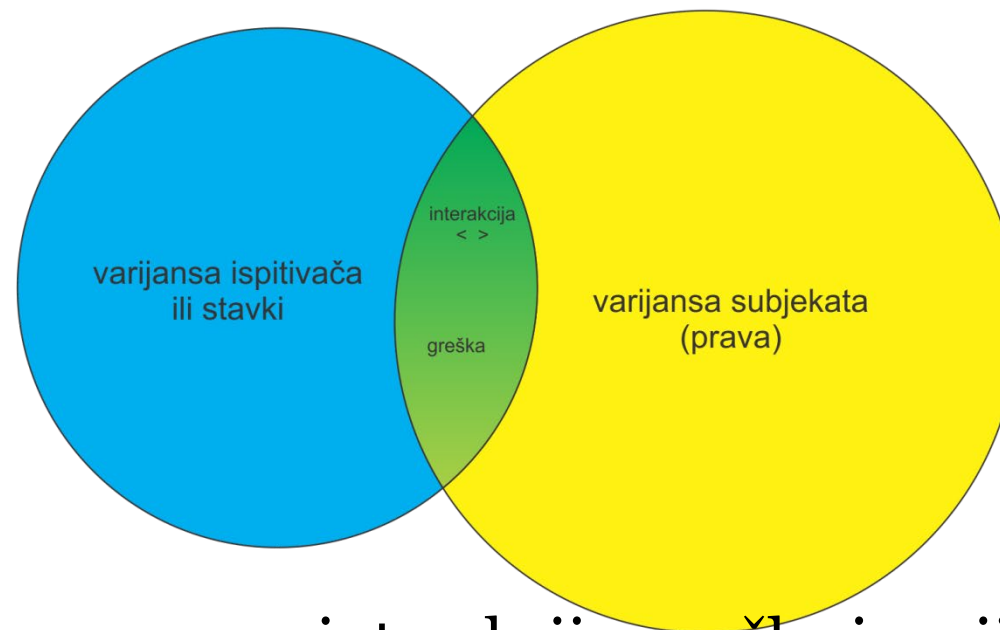 interakcija
< >
varijansa ispitivača
ili stavki
varijansa subjekata
(prava)
greška